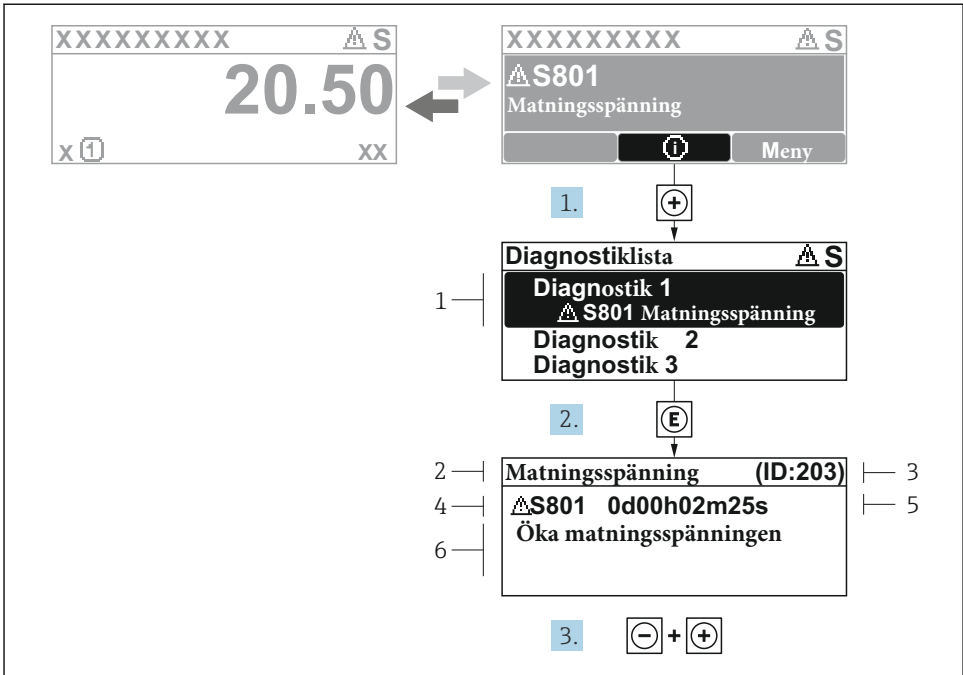 XXXXXXXXX ⚠S
20.50
x ① xx
XXXXXXXXX ⚠S
⚠S801
Matningsspänning
ⓘ Meny
1. +
Diagnostiklista ⚠S
1
Diagnostik 1
⚠S801 Matningsspänning
Diagnostik 2
Diagnostik 3
2. E
2 Matningsspänning (ID:203) 3
4 ⚠S801 0d00h02m25s 5
6 Öka matningsspänningen
3. - + +